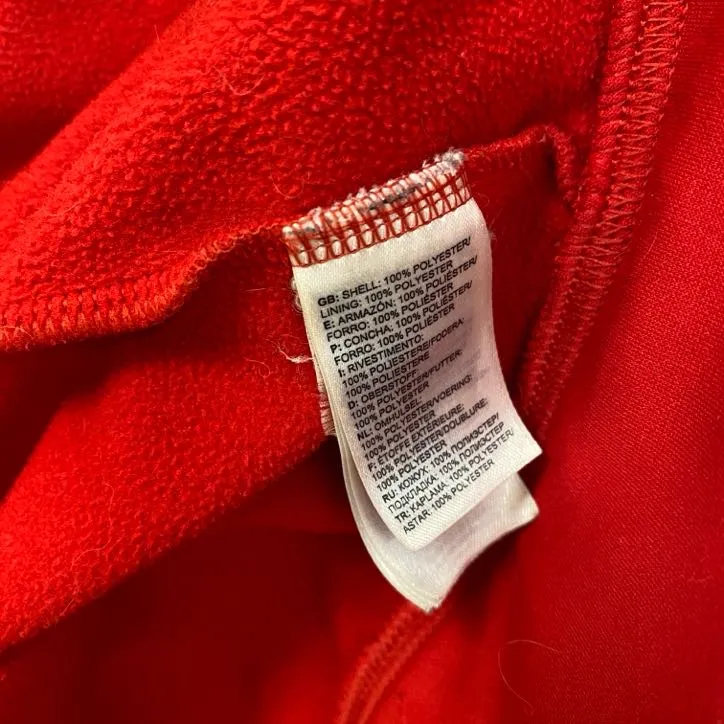 GB: SHELL: 100% POLYESTER/
LINING: 100% POLYESTER
E: ARMAZÓN: 100% POLIÉSTER/
FORRO: 100% POLIÉSTER
P: CONCHA: 100% POLIÉSTER/
FORRO: 100% POLIÉSTER
I: RIVESTIMENTO:
100% POLIESTERE/FODERA:
100% POLIESTERE
D: OBERSTOFF:
100% POLYESTER/FUTTER:
100% POLYESTER
NL: OMHULSEL:
100% POLYESTER/VOERING:
100% POLYESTER
F: ÉTOFFE EXTÉRIEURE:
100% POLYESTER/DOUBLURE:
100% POLYESTER
RU: КОЖУХ: 100% ПОЛИЭСТЕР/
ПОДКЛАДКА: 100% ПОЛИЭСТЕР
TR: KAPLAMA: 100% POLYESTER/
ASTAR: 100% POLYESTER